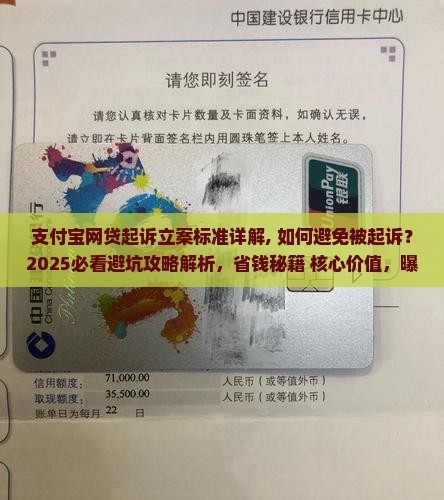 中国建设银行信用卡中心
请您即刻签名
请您认真核对卡片数量及卡面资料，如确认无误，
请立即在卡片背面签名栏内用圆珠笔签上本人姓名。
UnionPay
银联
支付宝网贷起诉立案标准详解, 如何避免被起诉？
2025必看避坑攻略解析，省钱秘籍 核心价值，曝
中国建设银行
信用额度： 71,000.00 人民币（或等值外币）
取现额度： 35,500.00 人民币（或等值外币）
账单日为每月 22 日